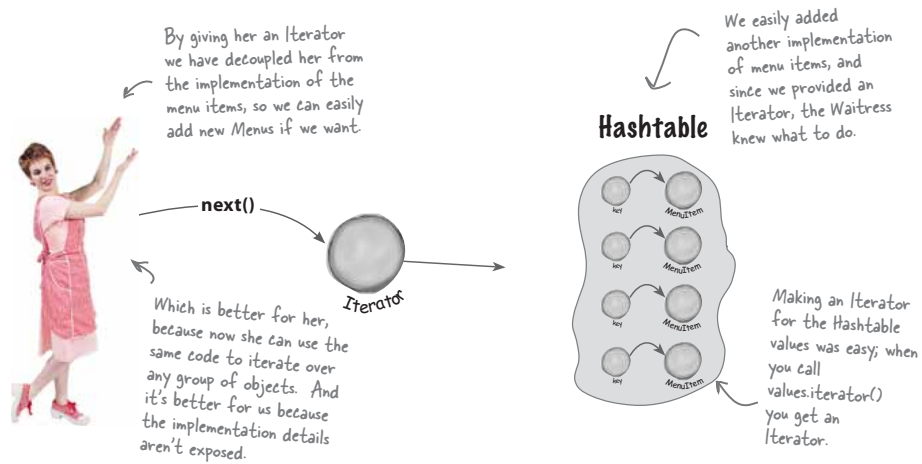 By giving her an Iterator
we have decoupled her from
the implementation of the
menu items, so we can easily
add new Menus if we want.
We easily added
another implementation
of menu items, and
since we provided an
Iterator, the Waitress
knew what to do.
Hashtable
next()
Iterator
key
MenuItem
key
MenuItem
key
MenuItem
key
MenuItem
Which is better for her,
because now she can use the
same code to iterate over
any group of objects. And
it's better for us because
the implementation details
aren't exposed.
Making an Iterator
for the Hashtable
values was easy; when
you call
values.iterator()
you get an
Iterator.